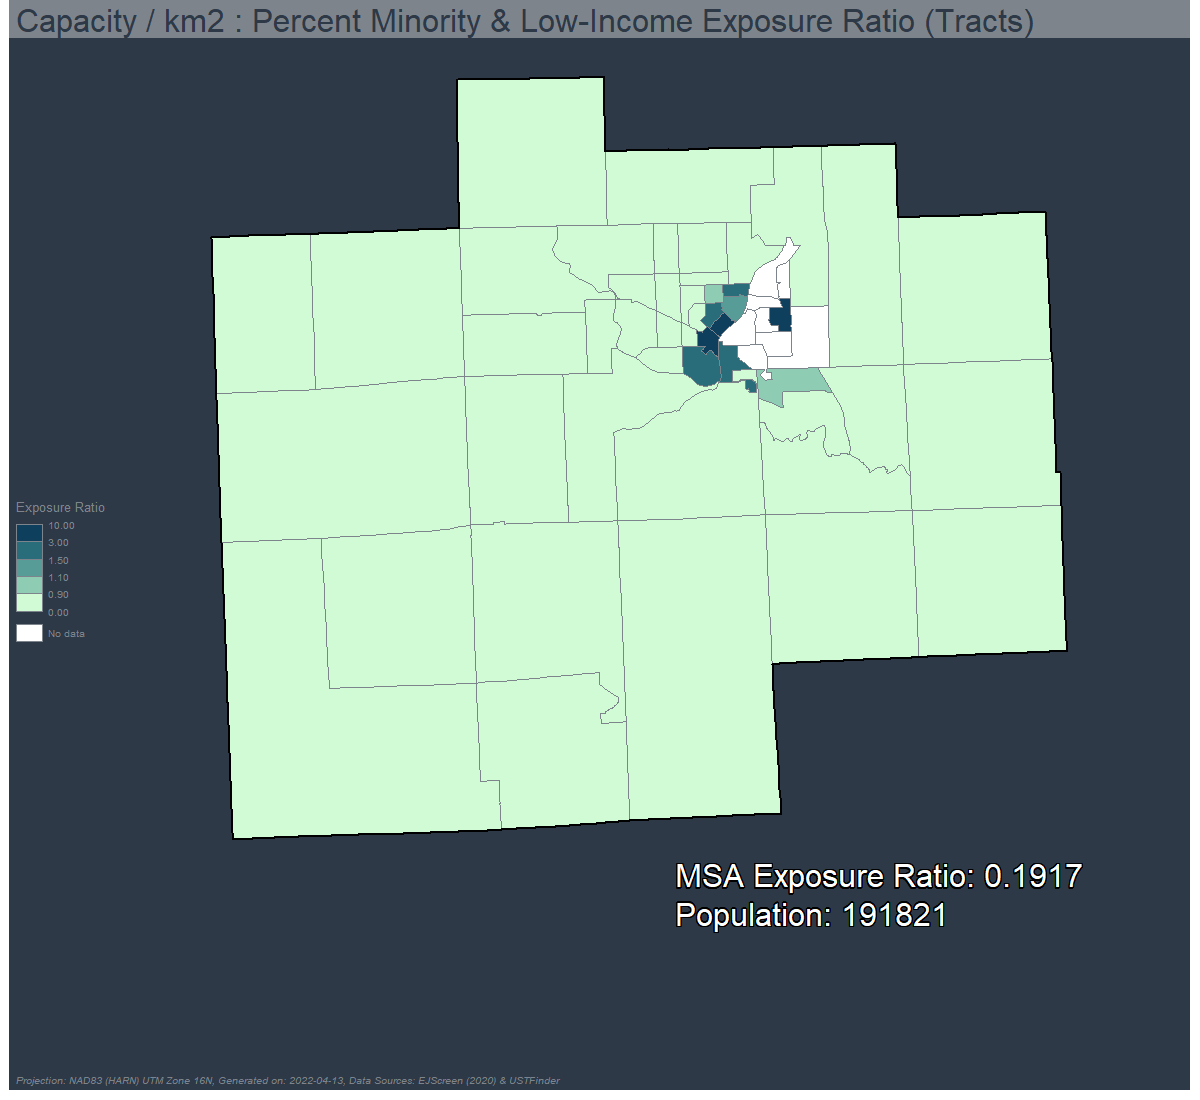 Capacity / km2 : Percent Minority & Low-Income Exposure Ratio (Tracts)
Exposure Ratio
10.00
3.00
1.50
1.10
0.90
0.00
No data
MSA Exposure Ratio: 0.1917
Population: 191821
Projection: NAD83 (HARN) UTM Zone 16N, Generated on: 2022-04-13, Data Sources: EJScreen (2020) & USTFinder